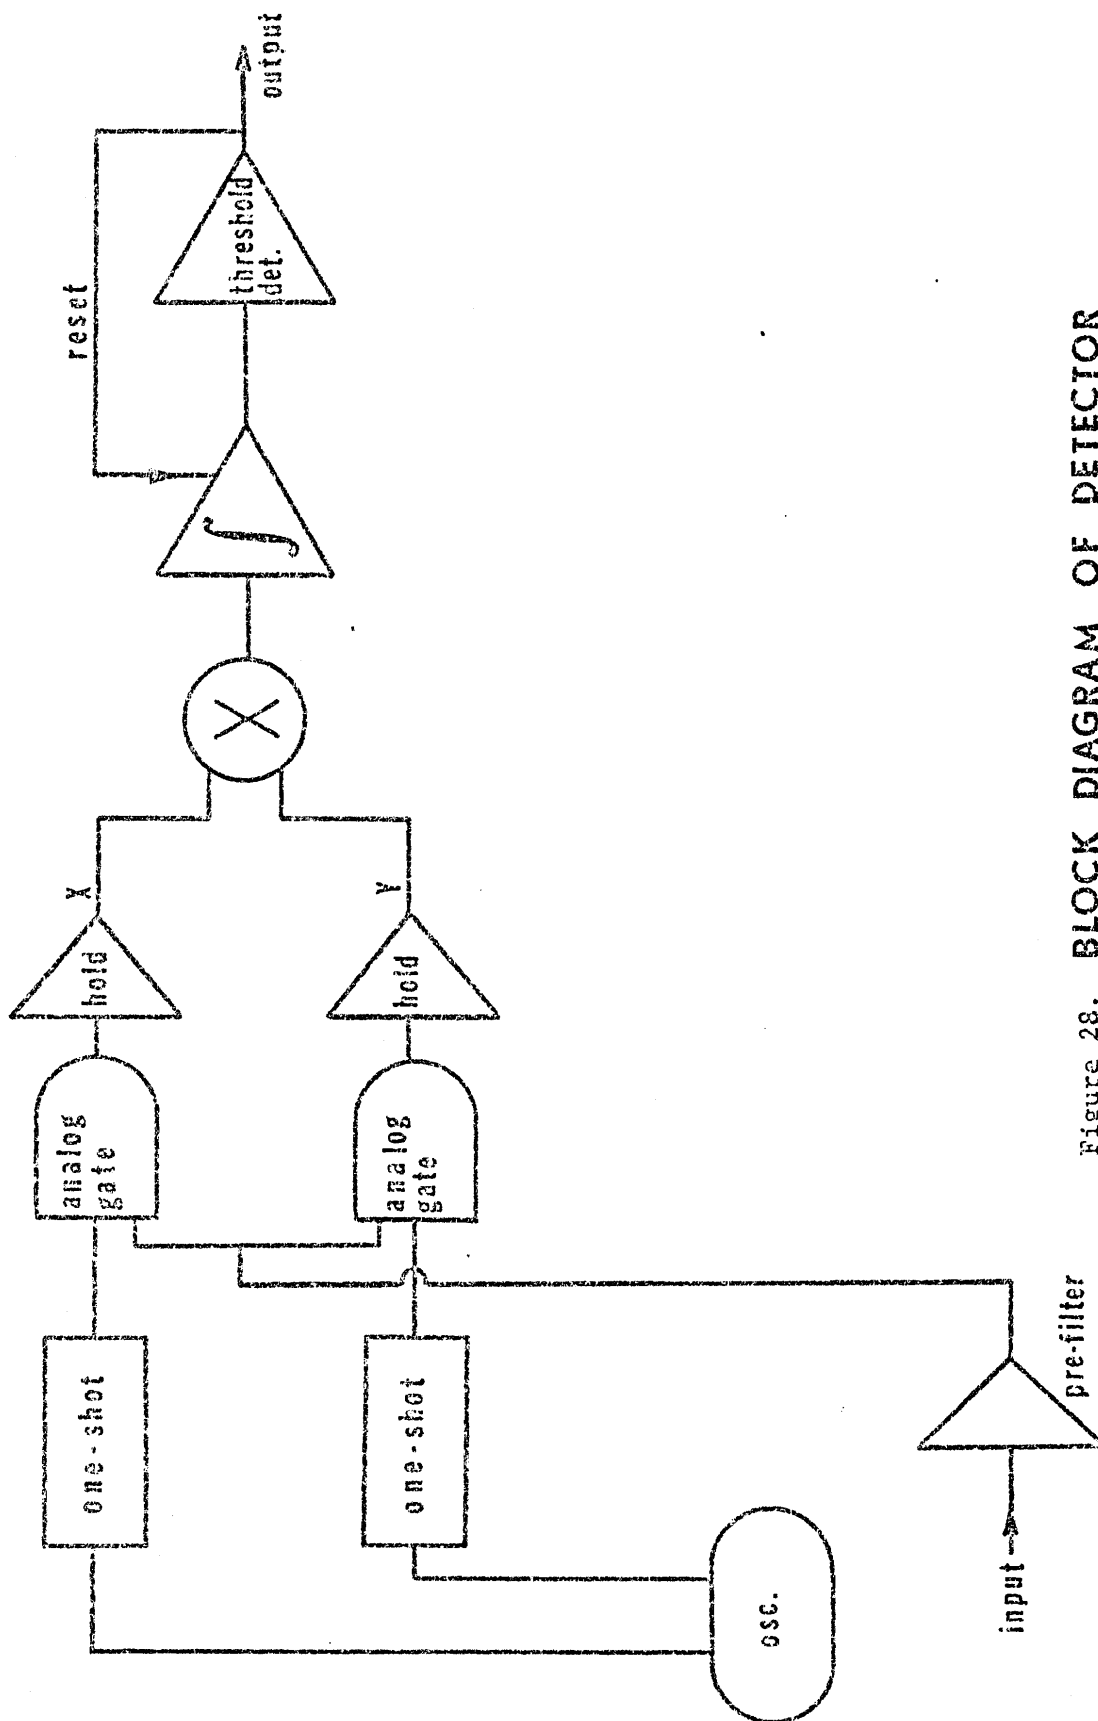 one-shot
analog
gate
hold
X
reset
threshold
det.
output
X
∫
one-shot
analog
gate
hold
Y
osc.
input
pre-filter
Figure 28. BLOCK DIAGRAM OF DETECTOR